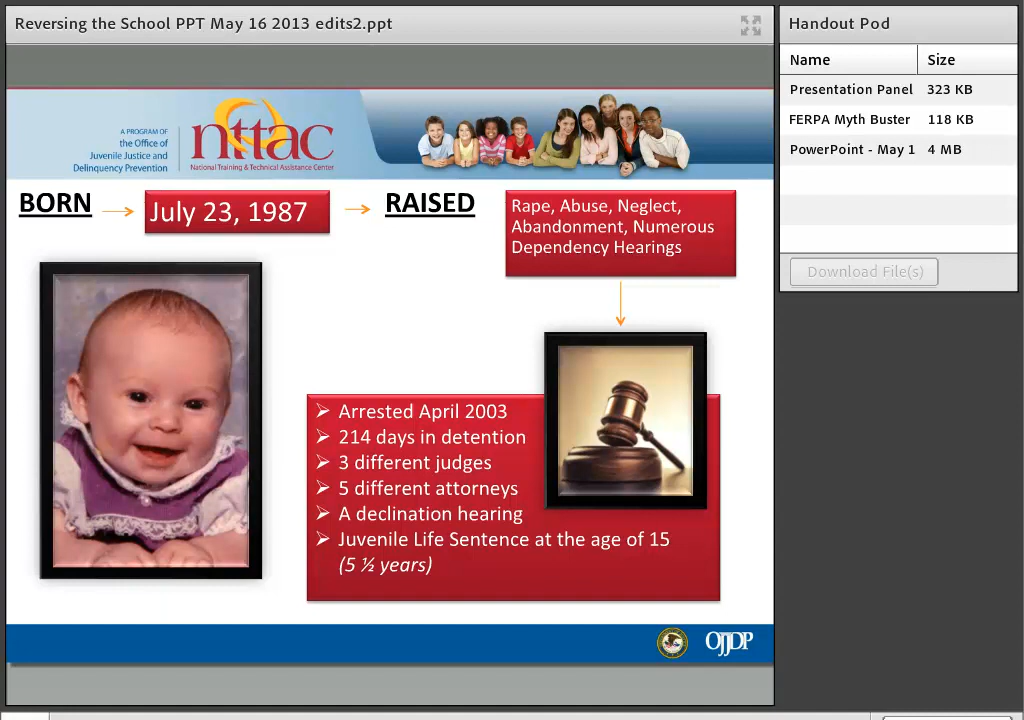 Reversing the School PPT May 16 2013 edits2.ppt
A PROGRAM OF
the Office of
Juvenile Justice and
Delinquency Prevention
nttac
National Training & Technical Assistance Center
BORN
July 23, 1987
RAISED
Rape, Abuse, Neglect,
Abandonment, Numerous
Dependency Hearings
➢ Arrested April 2003
➢ 214 days in detention
➢ 3 different judges
➢ 5 different attorneys
➢ A declination hearing
➢ Juvenile Life Sentence at the age of 15
(5 ½ years)
OJJDP
Handout Pod
Name Size
Presentation Panel 323 KB
FERPA Myth Buster 118 KB
PowerPoint - May 1 4 MB
Download File(s)